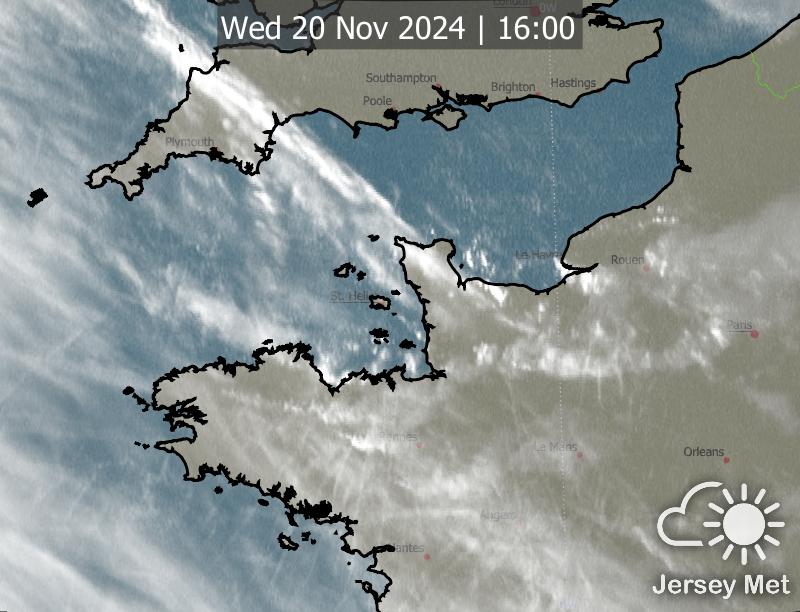 London
0W
Wed 20 Nov 2024 | 16:00
Southampton
Brighton
Hastings
Poole
Plymouth
Le Havre
Rouen
St. Helier
Paris
Rennes
Le Mans
Orleans
Angers
Nantes
Jersey Met